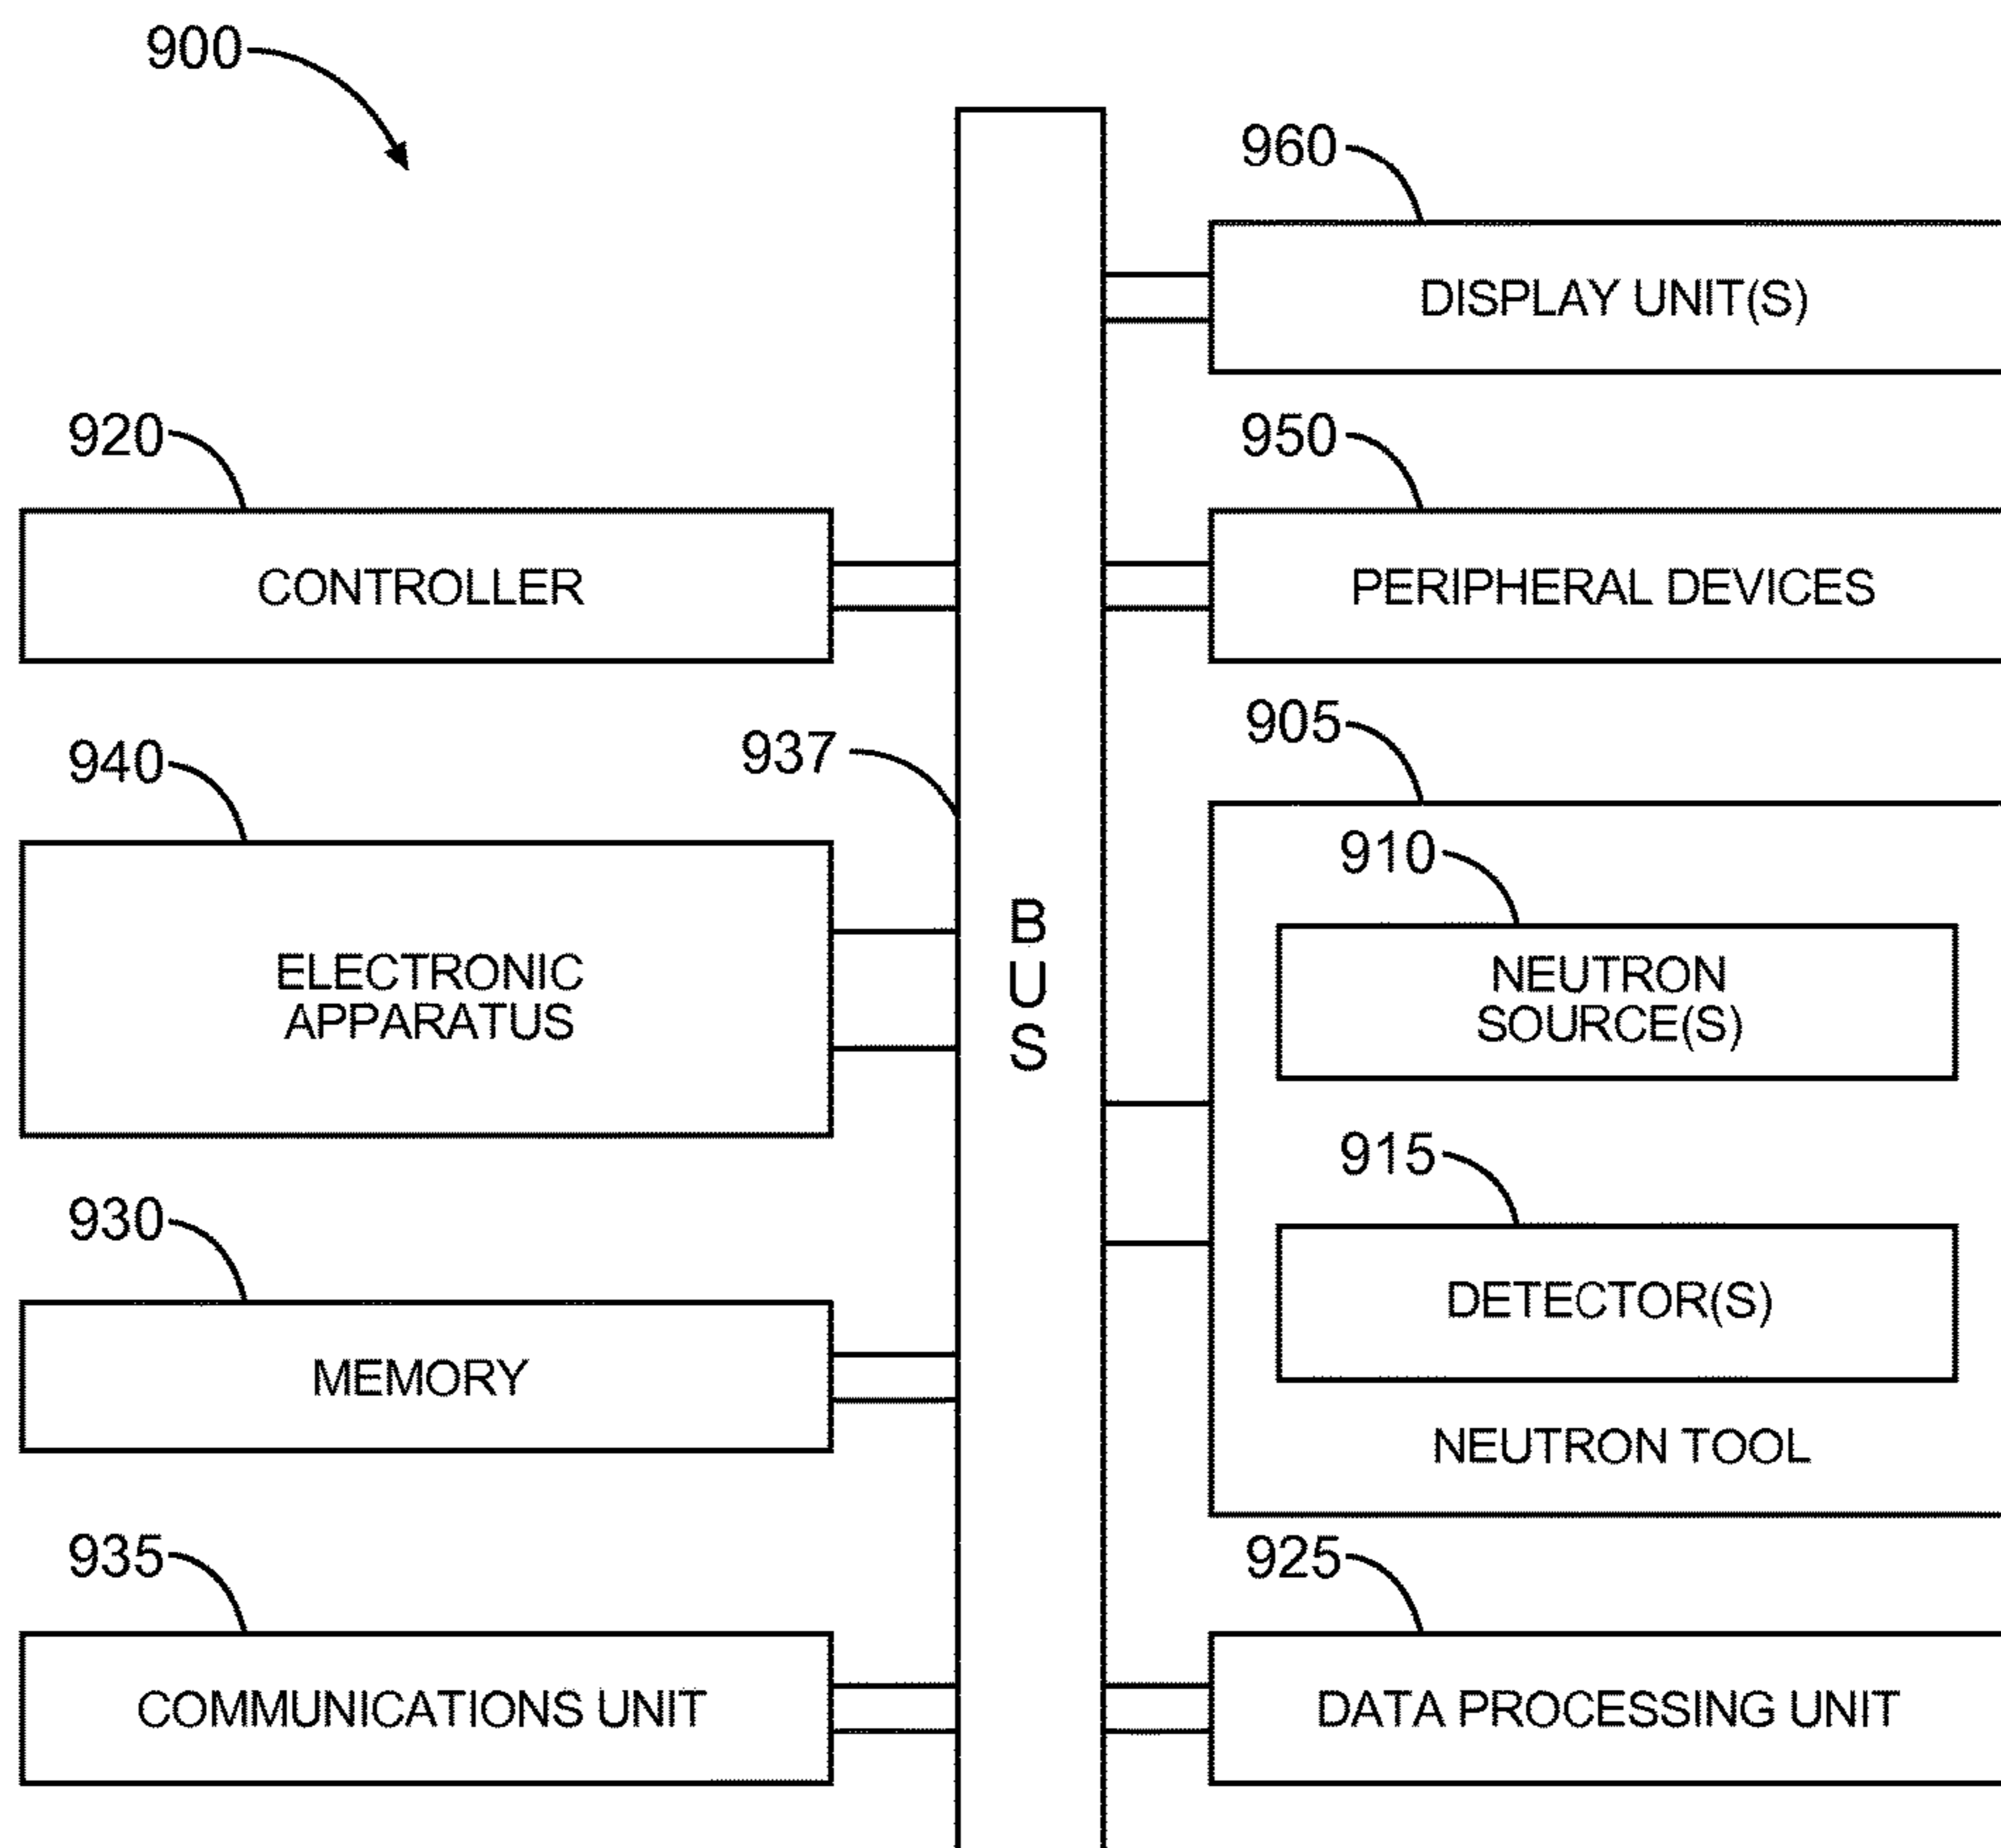 900
960
DISPLAY UNIT(S)
920
CONTROLLER
950
PERIPHERAL DEVICES
940
ELECTRONIC
APPARATUS
937
B
U
S
905
910
NEUTRON
SOURCE(S)
915
DETECTOR(S)
NEUTRON TOOL
930
MEMORY
935
COMMUNICATIONS UNIT
925
DATA PROCESSING UNIT